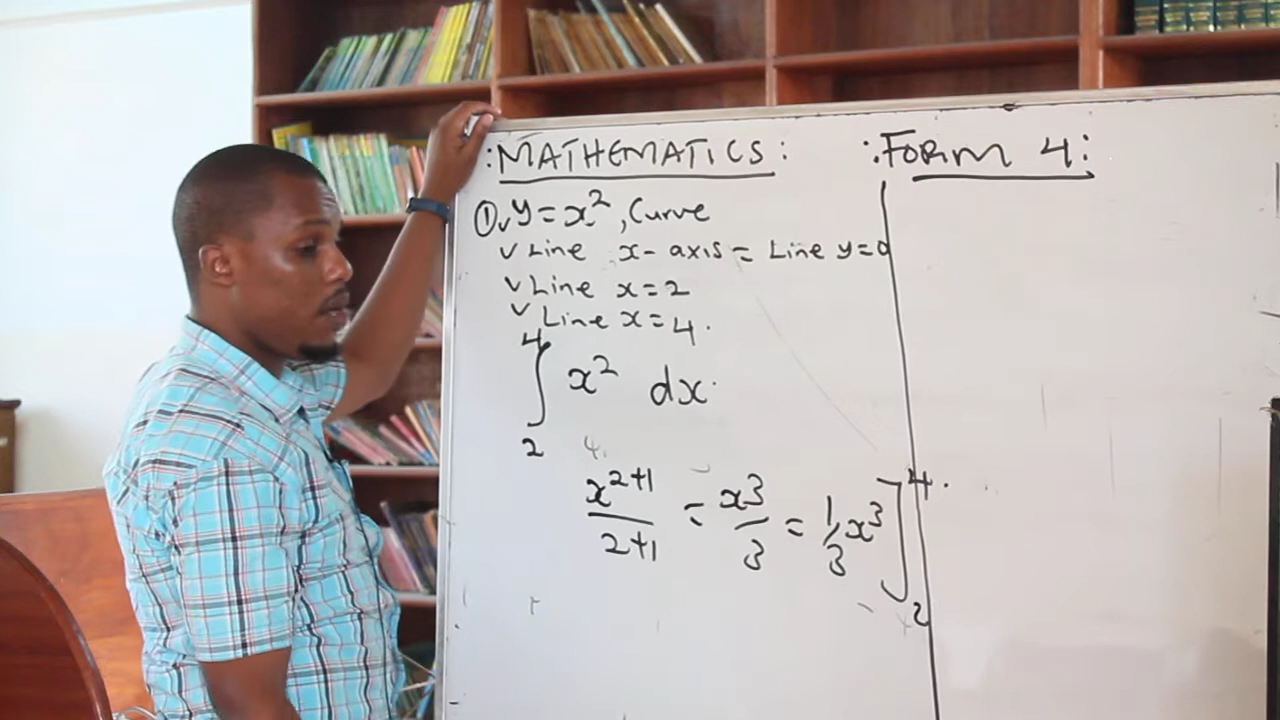 :MATHEMATICS: :FORM 4:
① ✓ y = x², Curve
✓ Line x- axis = Line y=0
✓ Line x=2
✓ Line x=4.
∫₂⁴ x² dx.
x²⁺¹/2+1 = x³/3 = 1/3 x³ ]₂⁴.